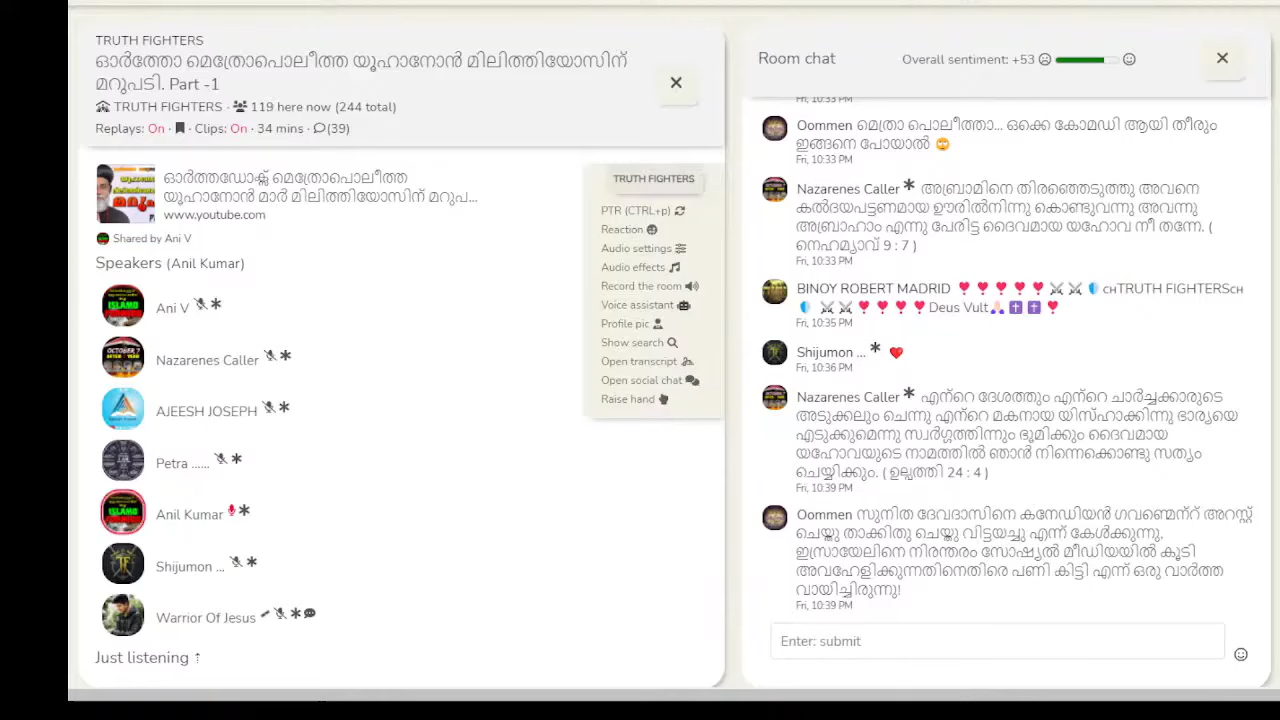 TRUTH FIGHTERS
ഓർത്തോ മെത്രോപൊലീത്ത യൂഹാനോൻ മിലിത്തിയോസിന്
മറുപടി. Part -1
TRUTH FIGHTERS · 119 here now (244 total)
Replays: On · Clips: On · 34 mins · (39)
ഓർത്തഡോക്സ് മെത്രോപൊലീത്ത
യൂഹാനോൻ മാർ മിലിത്തിയോസിന് മറുപ...
www.youtube.com
Shared by Ani V
Speakers (Anil Kumar)
Ani V
Nazarenes Caller
AJEESH JOSEPH
Petra ......
Anil Kumar
Shijumon ...
Warrior Of Jesus
Just listening ⇡
TRUTH FIGHTERS
PTR (CTRL+p)
Reaction
Audio settings
Audio effects
Record the room
Voice assistant
Profile pic
Show search
Open transcript
Open social chat
Raise hand
Room chat
Overall sentiment: +53
Fri, 10:33 PM
Oommen മെത്രാ പൊലീത്താ... ഒക്കെ കോമഡി ആയി തീരും
ഇങ്ങനെ പോയാൽ 🙄
Fri, 10:33 PM
Nazarenes Caller * അബ്രാമിനെ തിരഞ്ഞെടുത്തു അവനെ
കൽദയപട്ടണമായ ഊരിൽനിന്നു കൊണ്ടുവന്നു അവന്നു
അബ്രാഹാം എന്നു പേരിട്ട ദൈവമായ യഹോവ നീ തന്നേ. (
നെഹമ്യാവ് 9 : 7 )
Fri, 10:33 PM
BINOY ROBERT MADRID ❣❣❣❣❣⚔⚔🛡ᴄʜTRUTH FIGHTERSᴄʜ
🛡⚔⚔❣❣❣❣Deus Vult🙏🏻✝✝❣
Fri, 10:35 PM
Shijumon ... * ❤
Fri, 10:36 PM
Nazarenes Caller * എന്റെ ദേശത്തും എന്റെ ചാർച്ചക്കാരുടെ
അടുക്കലും ചെന്നു എന്റെ മകനായ യിസ്ഹാക്കിന്നു ഭാര്യയെ
എടുക്കുമെന്നു സ്വർഗ്ഗത്തിന്നും ഭൂമിക്കും ദൈവമായ
യഹോവയുടെ നാമത്തിൽ ഞാൻ നിന്നെക്കൊണ്ടു സത്യം
ചെയ്യിക്കും. ( ഉല്പത്തി 24 : 4 )
Fri, 10:39 PM
Oommen സുനിത ദേവദാസിനെ കനേഡിയൻ ഗവണ്മെന്റ് അറസ്റ്റ്
ചെയ്തു താക്കിതു ചെയ്തു വിട്ടയച്ചു എന്ന് കേൾക്കുന്നു,
ഇസ്രായേലിനെ നിരന്തരം സോഷ്യൽ മീഡിയയിൽ കൂടി
അവഹേളിക്കുന്നതിനെതിരെ പണി കിട്ടി എന്ന് ഒരു വാർത്ത
വായിച്ചിരുന്നു!
Fri, 10:39 PM
Enter: submit